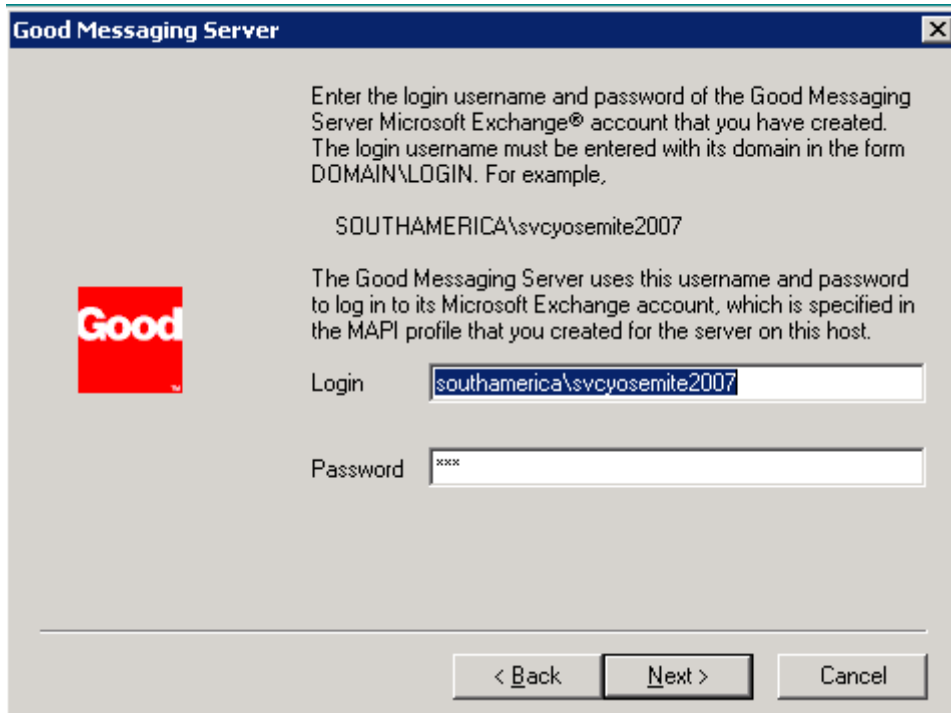 Good Messaging Server
Enter the login username and password of the Good Messaging
Server Microsoft Exchange® account that you have created.
The login username must be entered with its domain in the form
DOMAIN\LOGIN. For example,
SOUTHAMERICA\svcyosemite2007
The Good Messaging Server uses this username and password
to log in to its Microsoft Exchange account, which is specified in
the MAPI profile that you created for the server on this host.
Good
Login
southamerica\svcyosemite2007
Password
***
< Back
Next >
Cancel